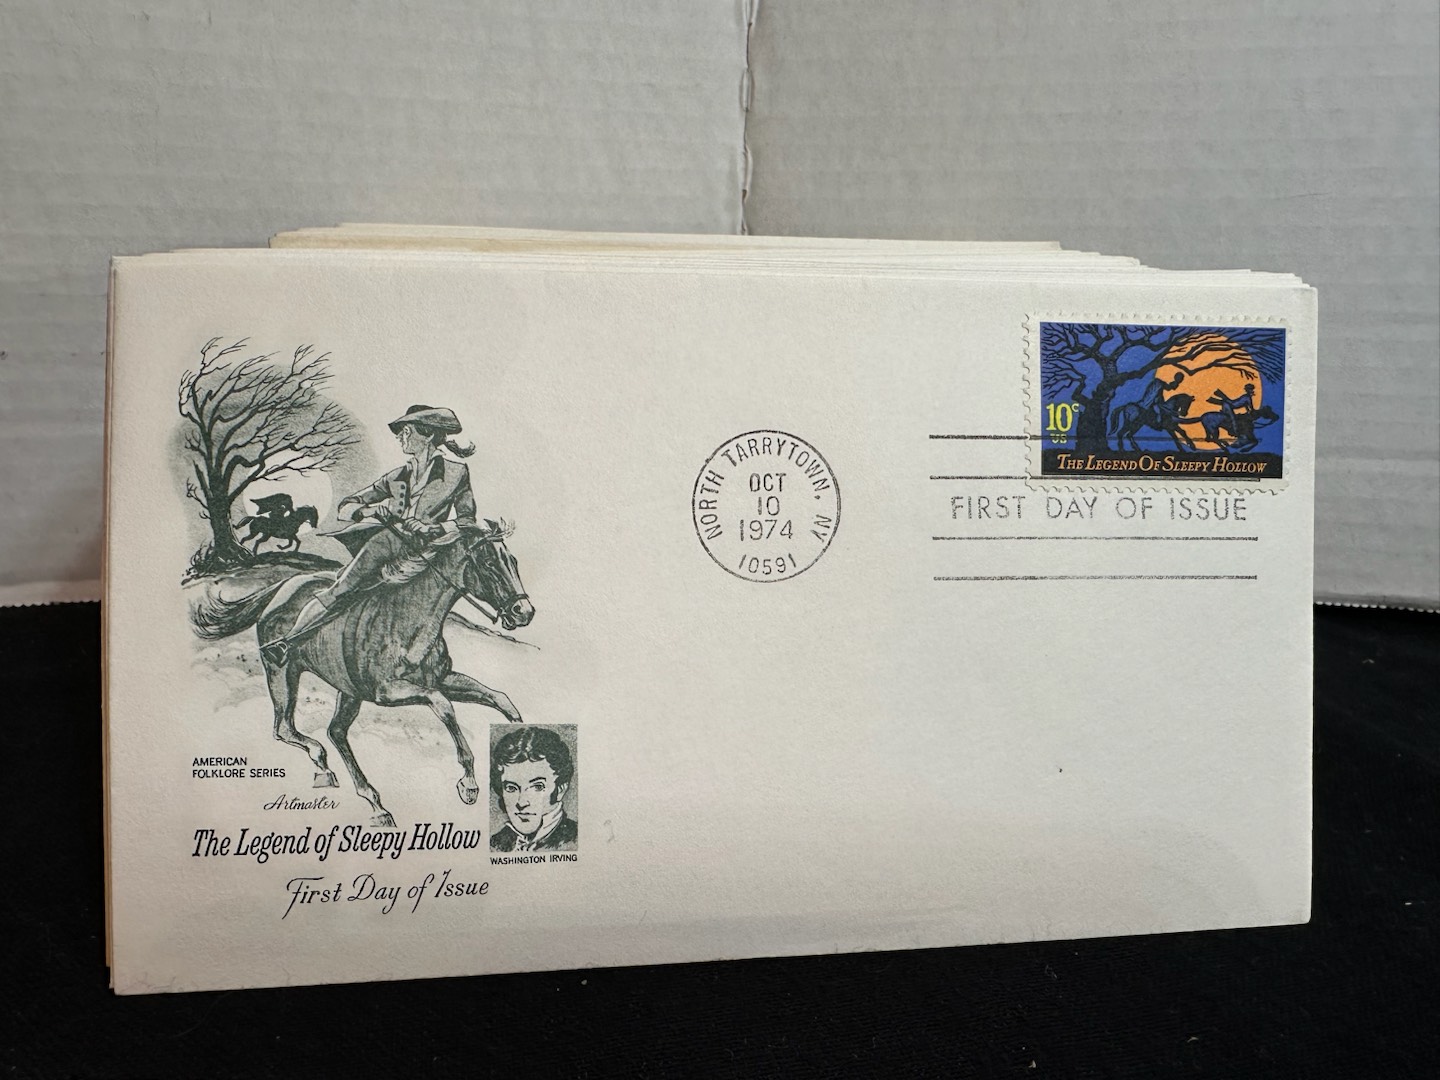 10c
US
THE LEGEND OF SLEEPY HOLLOW
NORTH TARRYTOWN, NY
OCT
10
1974
10591
FIRST DAY OF ISSUE
AMERICAN
FOLKLORE SERIES
Artmaster
The Legend of Sleepy Hollow
WASHINGTON IRVING
First Day of Issue